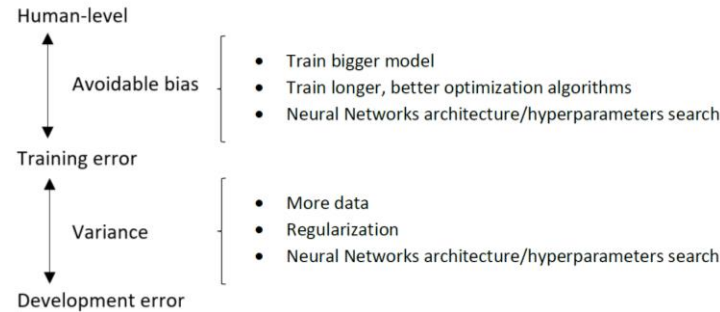 Human-level
Avoidable bias
• Train bigger model
• Train longer, better optimization algorithms
• Neural Networks architecture/hyperparameters search
Training error
Variance
• More data
• Regularization
• Neural Networks architecture/hyperparameters search
Development error